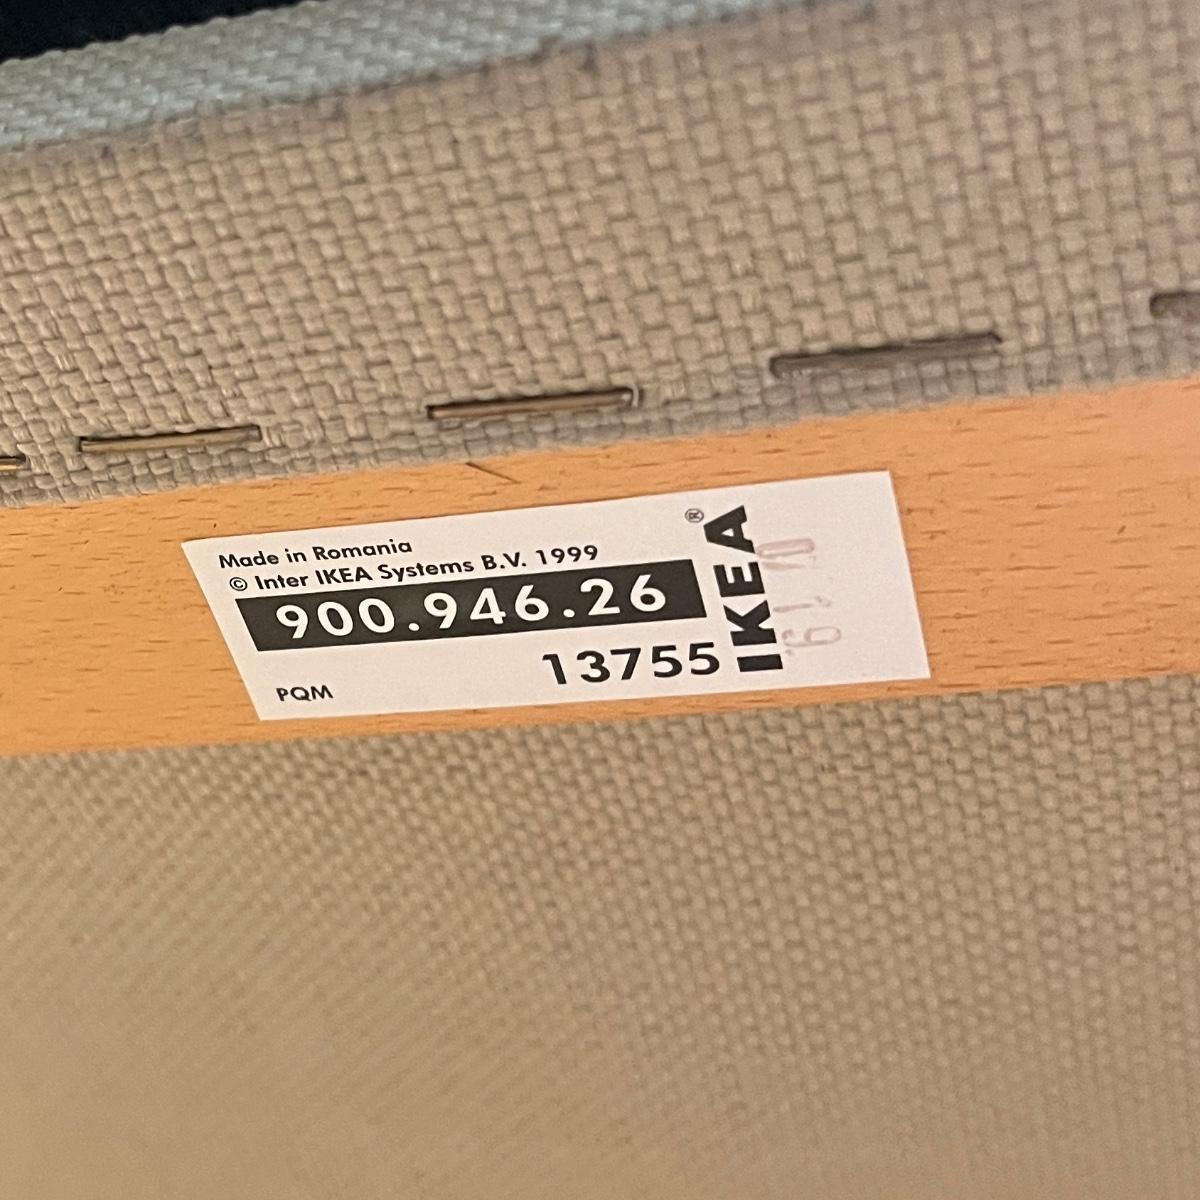 Made in Romania
© Inter IKEA Systems B.V. 1999
900.946.26
13755
PQM
IKEA®